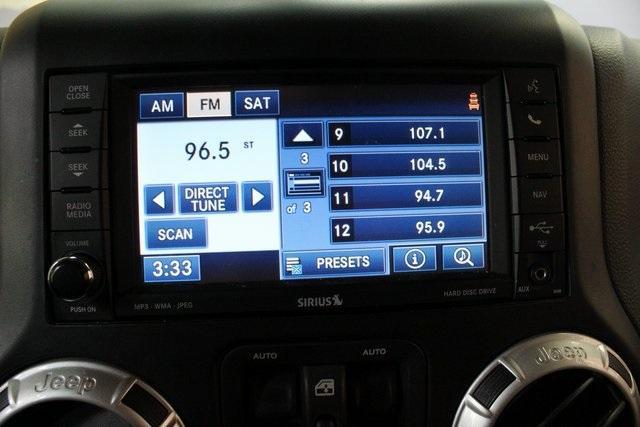 OPEN
CLOSE
SEEK
SEEK
RADIO
MEDIA
VOLUME
PUSH ON
AM
FM
SAT
96.5 ST
DIRECT
TUNE
SCAN
3:33
3
of 3
9 107.1
10 104.5
11 94.7
12 95.9
PRESETS
MENU
NAV
PULL
AUX
MP3 - WMA - JPEG
SIRIUS
HARD DISC DRIVE
AUTO
AUTO
Jeep
Jeep